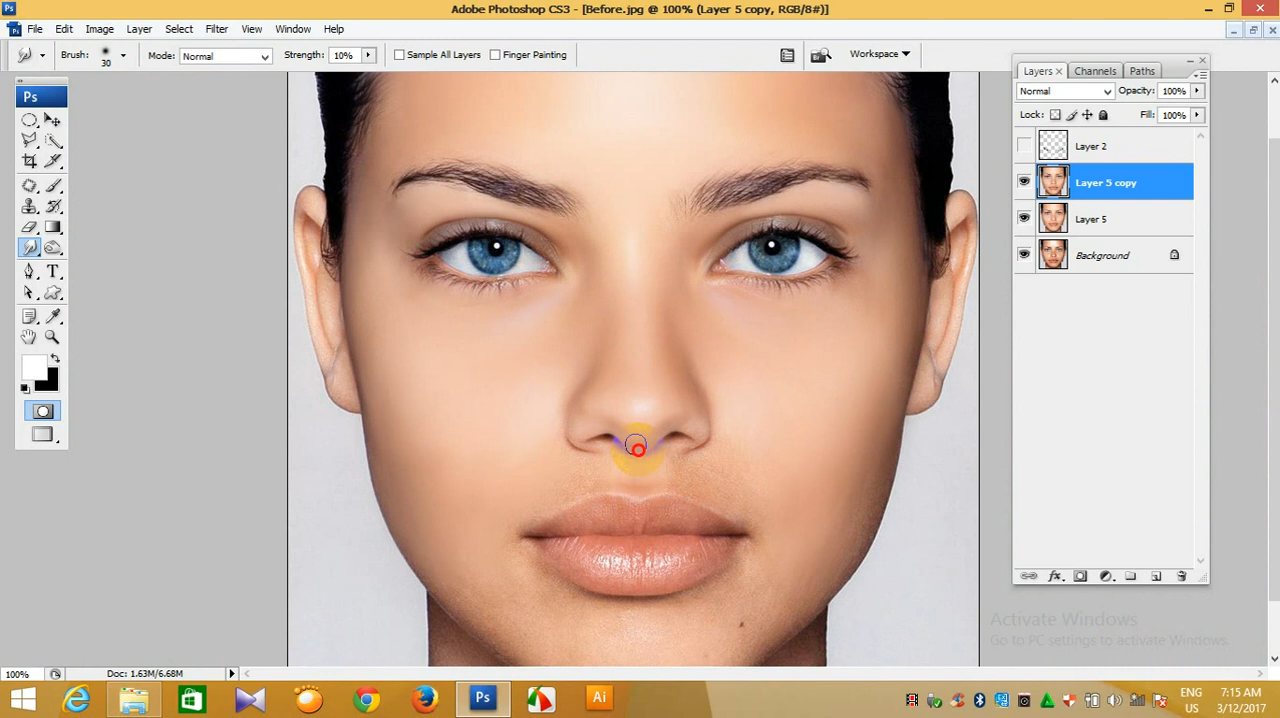 Ps
Adobe Photoshop CS3 - [Before.jpg @ 100% (Layer 5 copy, RGB/8#)]
File Edit Image Layer Select Filter View Window Help
Brush: 30 Mode: Normal Strength: 10% Sample All Layers Finger Painting Workspace
Ps
Layers Channels Paths
Normal Opacity: 100%
Lock: Fill: 100%
Layer 2
Layer 5 copy
Layer 5
Background
T
Activate Windows
Go to PC settings to activate Windows.
100% Doc: 1.63M/6.68M
Ps Ai
ENG 7:15 AM
US 3/12/2017